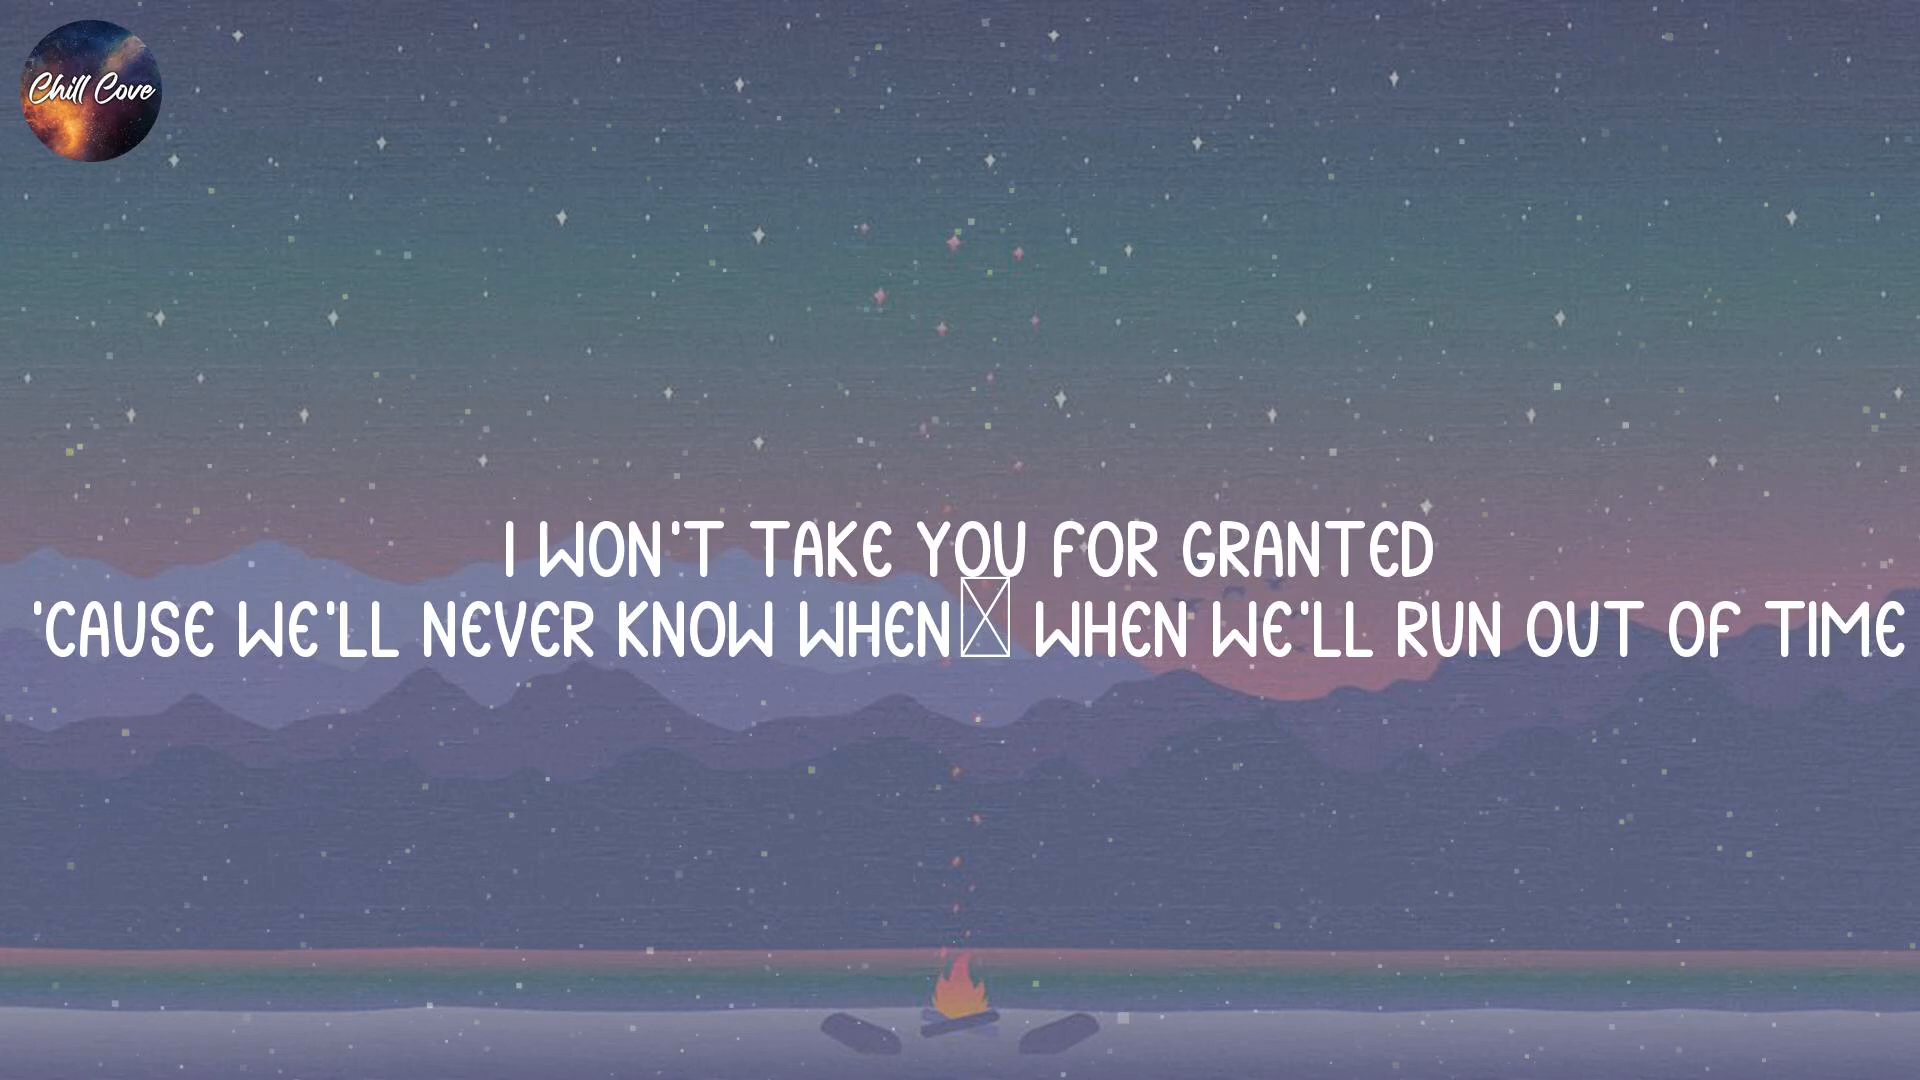 Chill Cove
I WON'T TAKE YOU FOR GRANTED
'CAUSE WE'LL NEVER KNOW WHEN WHEN WE'LL RUN OUT OF TIME